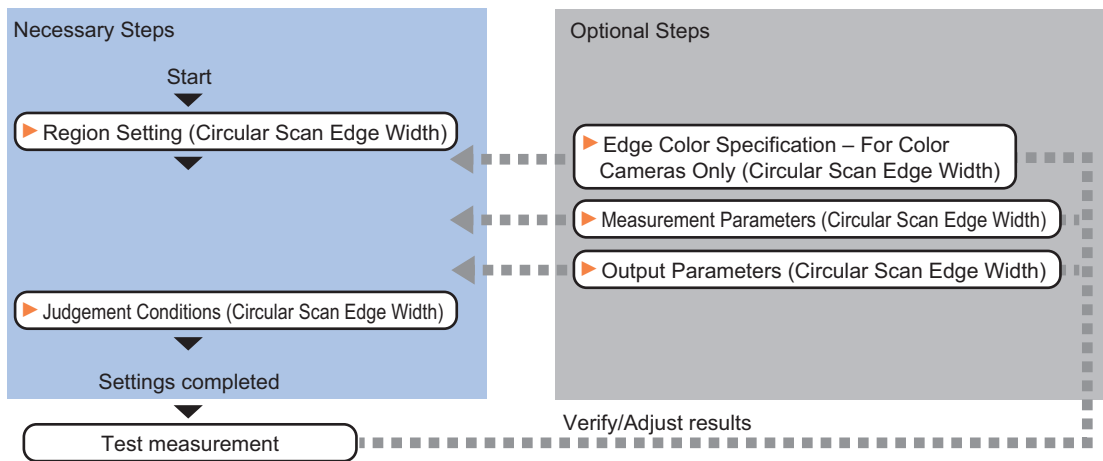 Necessary Steps
Start
Region Setting (Circular Scan Edge Width)
Judgement Conditions (Circular Scan Edge Width)
Settings completed
Test measurement
Optional Steps
Edge Color Specification – For Color
Cameras Only (Circular Scan Edge Width)
Measurement Parameters (Circular Scan Edge Width)
Output Parameters (Circular Scan Edge Width)
Verify/Adjust results